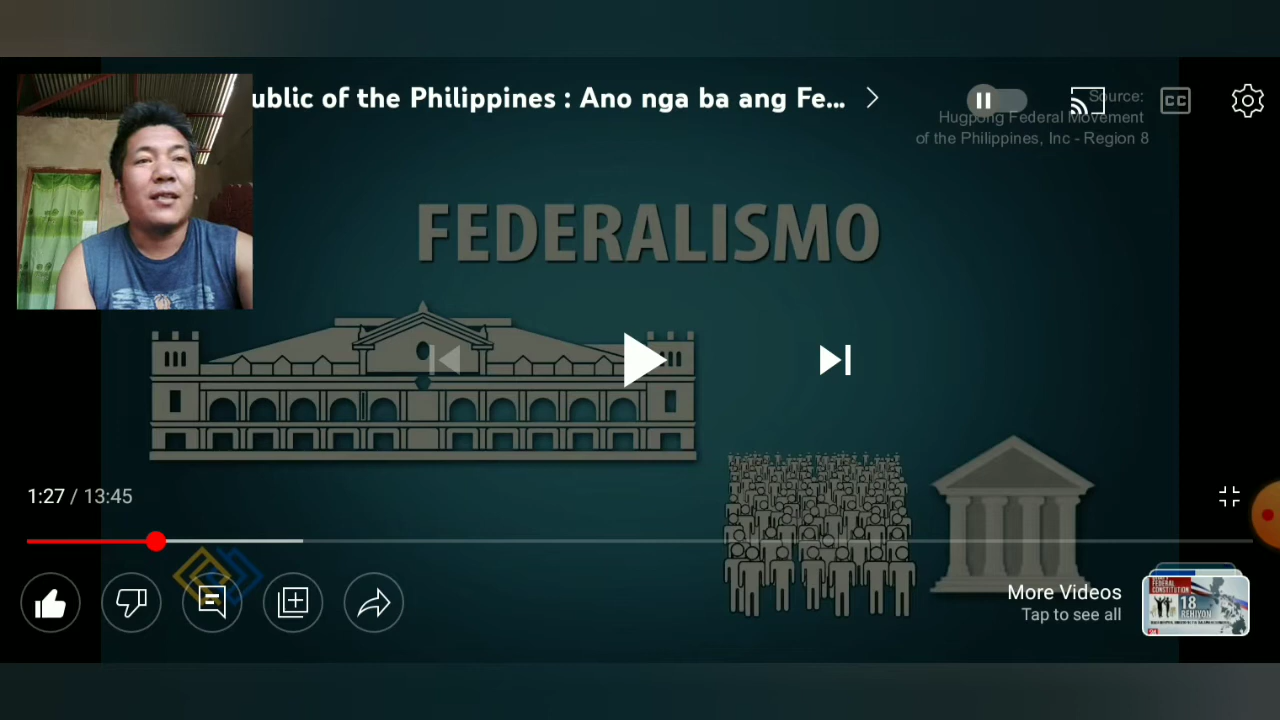 ublic of the Philippines : Ano nga ba ang Fe...
CC
Source:
Hugpong Federal Movement
of the Philippines, Inc - Region 8
FEDERALISMO
1:27 / 13:45
More Videos
Tap to see all
FEDERAL
CONSTITUTION
18
REHIYON